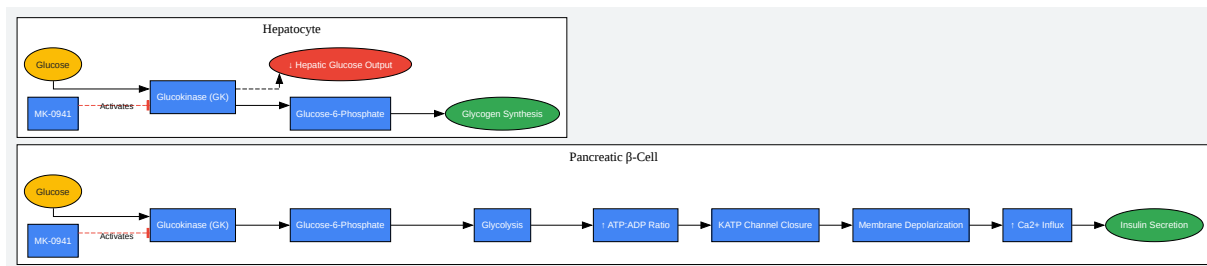 Hepatocyte
Glucose
↓ Hepatic Glucose Output
MK-0941
Activates
Glucokinase (GK)
Glucose-6-Phosphate
Glycogen Synthesis
Pancreatic β-Cell
Glucose
MK-0941
Activates
Glucokinase (GK)
Glucose-6-Phosphate
Glycolysis
↑ ATP:ADP Ratio
KATP Channel Closure
Membrane Depolarization
↑ Ca2+ Influx
Insulin Secretion